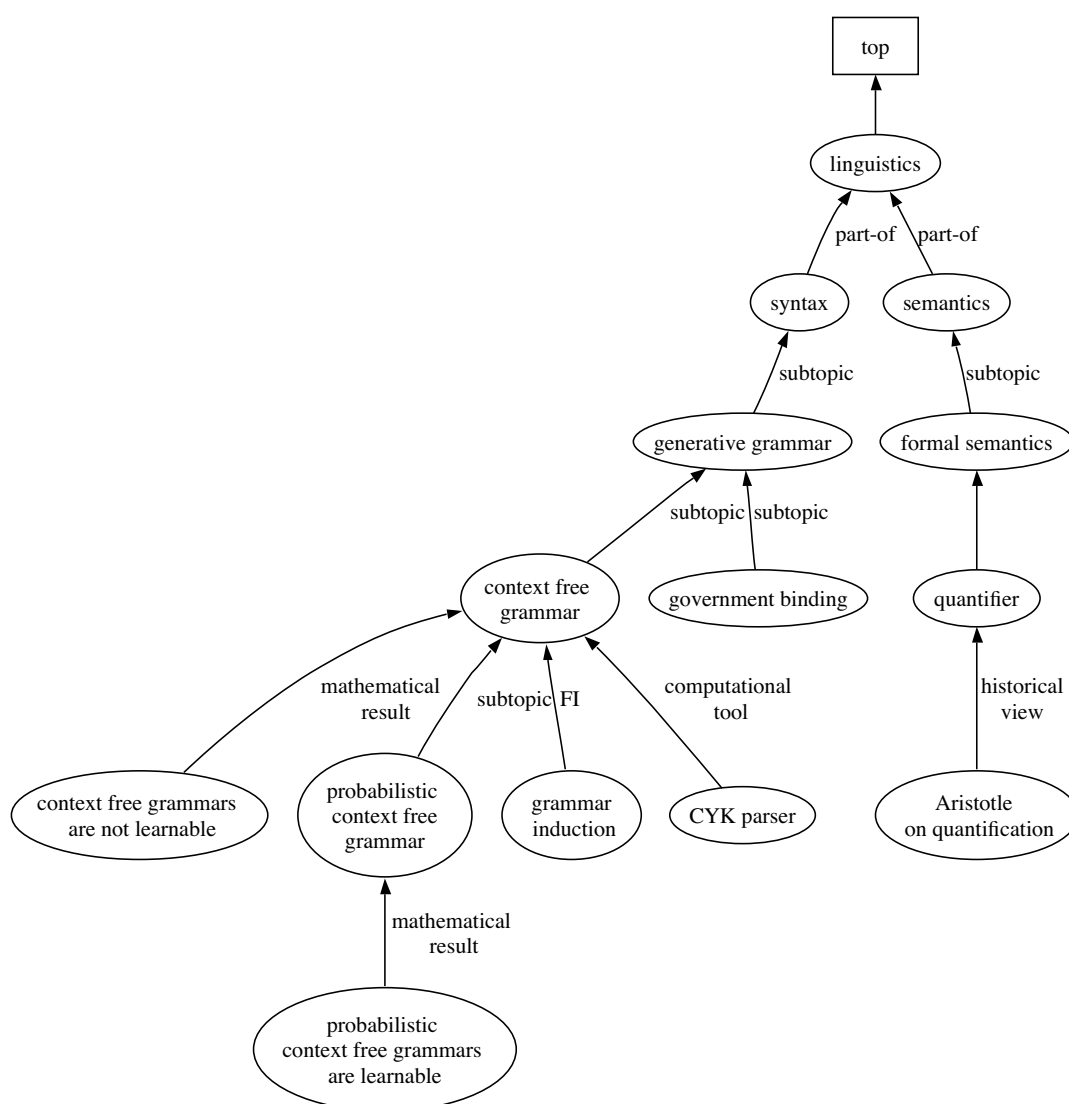 top
linguistics
part-of
part-of
syntax
semantics
subtopic
subtopic
generative grammar
formal semantics
subtopic
subtopic
context free
grammar
government binding
quantifier
mathematical
result
subtopic
FI
computational
tool
historical
view
context free grammars
are not learnable
probabilistic
context free
grammar
grammar
induction
CYK parser
Aristotle
on quantification
mathematical
result
probabilistic
context free grammars
are learnable